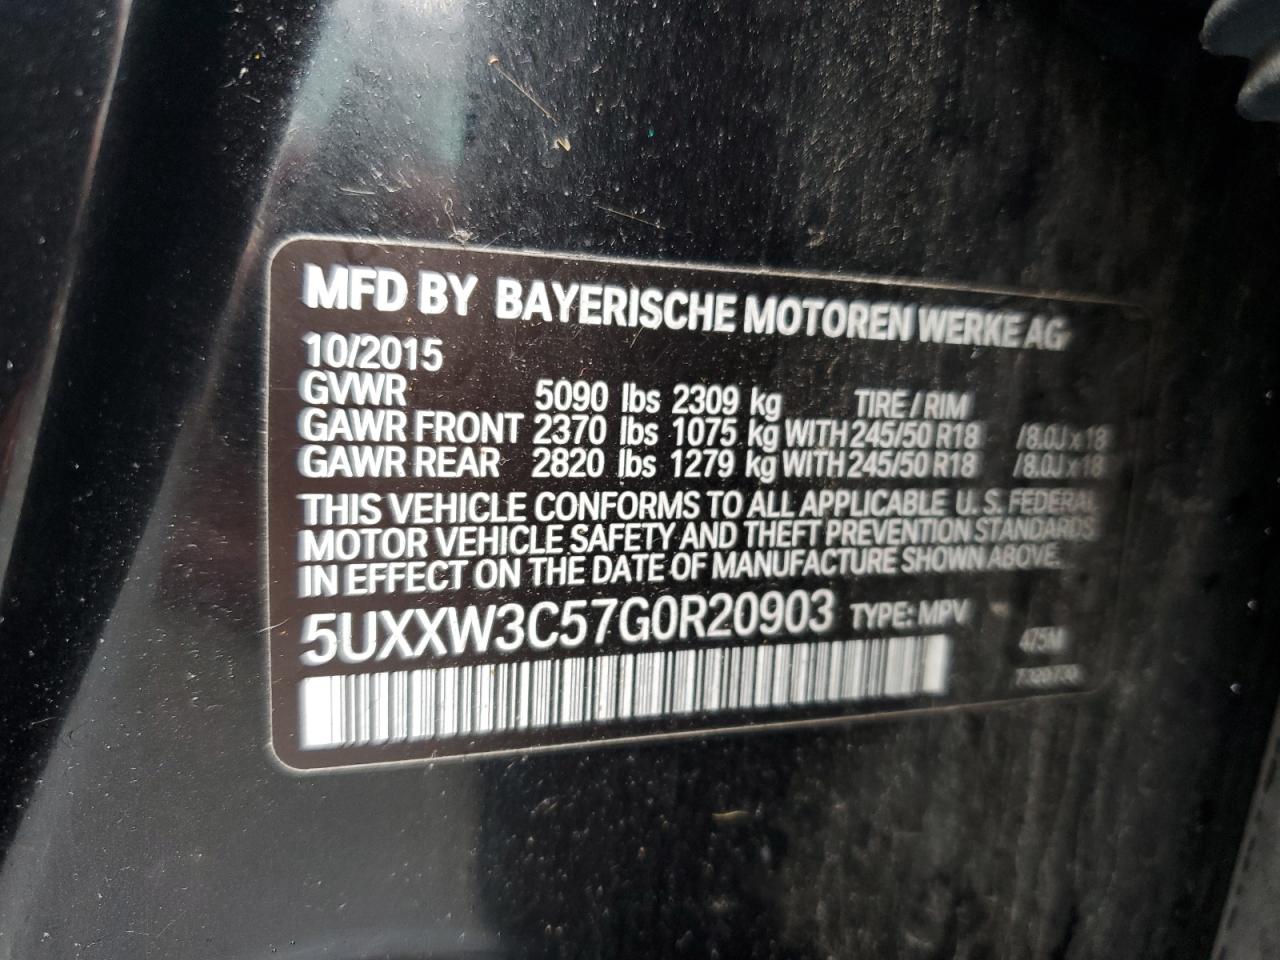 MFD BY BAYERISCHE MOTOREN WERKE AG
10/2015
GVWR 5090 lbs 2309 kg TIRE / RIM
GAWR FRONT 2370 lbs 1075 kg WITH 245/50 R18 /8.0J x 18
GAWR REAR 2820 lbs 1279 kg WITH 245/50 R18 /8.0J x 18
THIS VEHICLE CONFORMS TO ALL APPLICABLE U. S. FEDERAL
MOTOR VEHICLE SAFETY AND THEFT PREVENTION STANDARDS
IN EFFECT ON THE DATE OF MANUFACTURE SHOWN ABOVE.
5UXXW3C57G0R20903 TYPE: MPV
475M